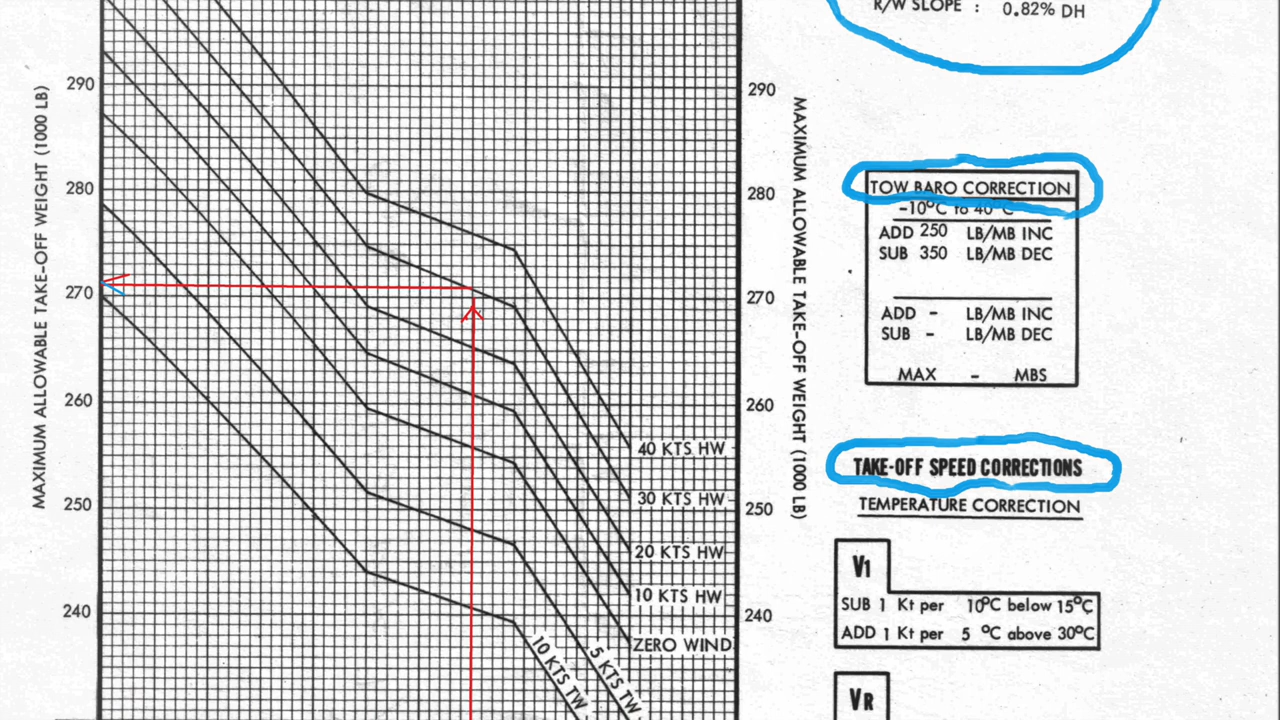 R/W SLOPE : 0.82% DH
MAXIMUM ALLOWABLE TAKE-OFF WEIGHT (1000 LB)
290
280
270
260
250
240
40 KTS HW
30 KTS HW
20 KTS HW
10 KTS HW
ZERO WIND
5 KTS TW
10 KTS TW
290
280
270
260
250
240
MAXIMUM ALLOWABLE TAKE-OFF WEIGHT (1000 LB)
TOW BARO CORRECTION
-10°C to 40°C
ADD 250 LB/MB INC
SUB 350 LB/MB DEC
ADD - LB/MB INC
SUB - LB/MB DEC
MAX - MBS
TAKE-OFF SPEED CORRECTIONS
TEMPERATURE CORRECTION
V1
SUB 1 Kt per 10°C below 15°C
ADD 1 Kt per 5 °C above 30°C
VR